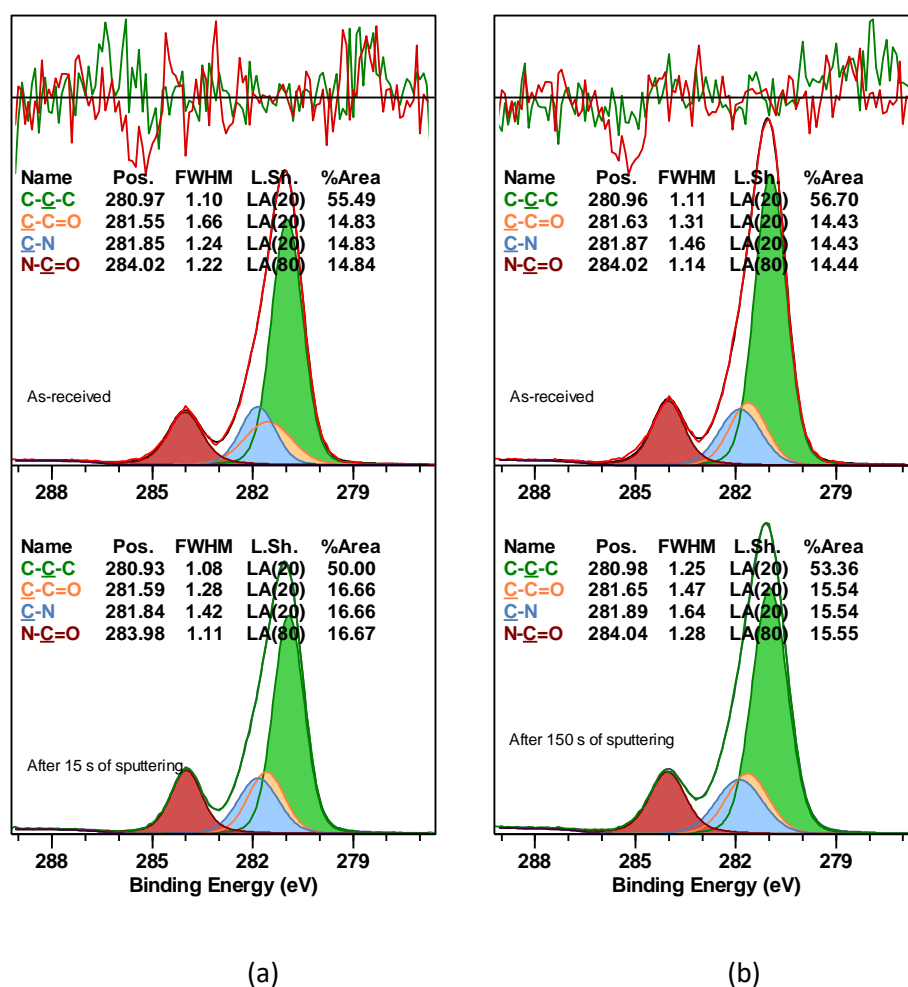 Name Pos. FWHM L.Sh. %Area
C-C-C 280.97 1.10 LA(20) 55.49
C-C=O 281.55 1.66 LA(20) 14.83
C-N 281.85 1.24 LA(20) 14.83
N-C=O 284.02 1.22 LA(80) 14.84
As-received
288 285 282 279
Name Pos. FWHM L.Sh. %Area
C-C-C 280.93 1.08 LA(20) 50.00
C-C=O 281.59 1.28 LA(20) 16.66
C-N 281.84 1.42 LA(20) 16.66
N-C=O 283.98 1.11 LA(80) 16.67
After 15 s of sputtering
288 285 282 279
Binding Energy (eV)
(a)
Name Pos. FWHM L.Sh. %Area
C-C-C 280.96 1.11 LA(20) 56.70
C-C=O 281.63 1.31 LA(20) 14.43
C-N 281.87 1.46 LA(20) 14.43
N-C=O 284.02 1.14 LA(80) 14.44
As-received
288 285 282 279
Name Pos. FWHM L.Sh. %Area
C-C-C 280.98 1.25 LA(20) 53.36
C-C=O 281.65 1.47 LA(20) 15.54
C-N 281.89 1.64 LA(20) 15.54
N-C=O 284.04 1.28 LA(80) 15.55
After 150 s of sputtering
288 285 282 279
Binding Energy (eV)
(b)